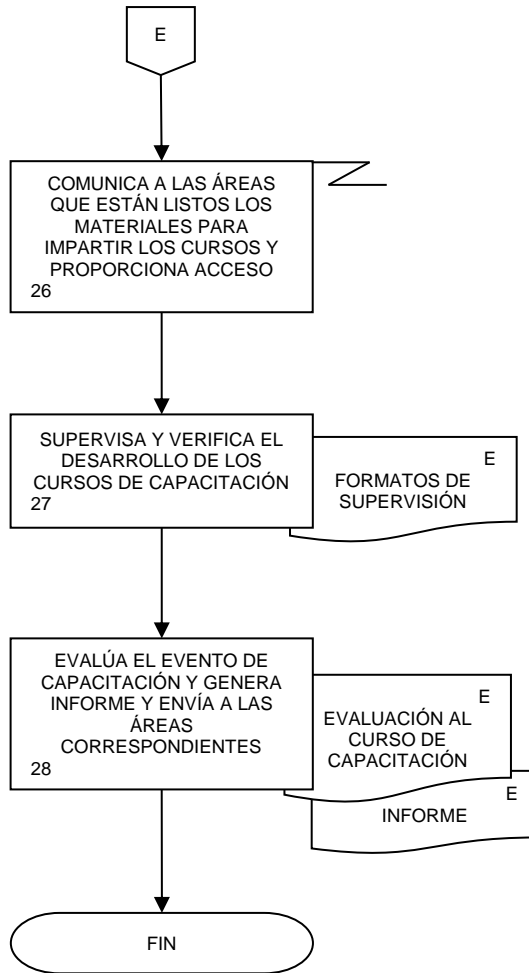 E
COMUNICA A LAS ÁREAS
QUE ESTÁN LISTOS LOS
MATERIALES PARA
IMPARTIR LOS CURSOS Y
PROPORCIONA ACCESO
26
SUPERVISA Y VERIFICA EL
DESARROLLO DE LOS
CURSOS DE CAPACITACIÓN
27
E
FORMATOS DE
SUPERVISIÓN
EVALÚA EL EVENTO DE
CAPACITACIÓN Y GENERA
INFORME Y ENVÍA A LAS
ÁREAS
CORRESPONDIENTES
28
E
EVALUACIÓN AL
CURSO DE
CAPACITACIÓN
E
INFORME
FIN